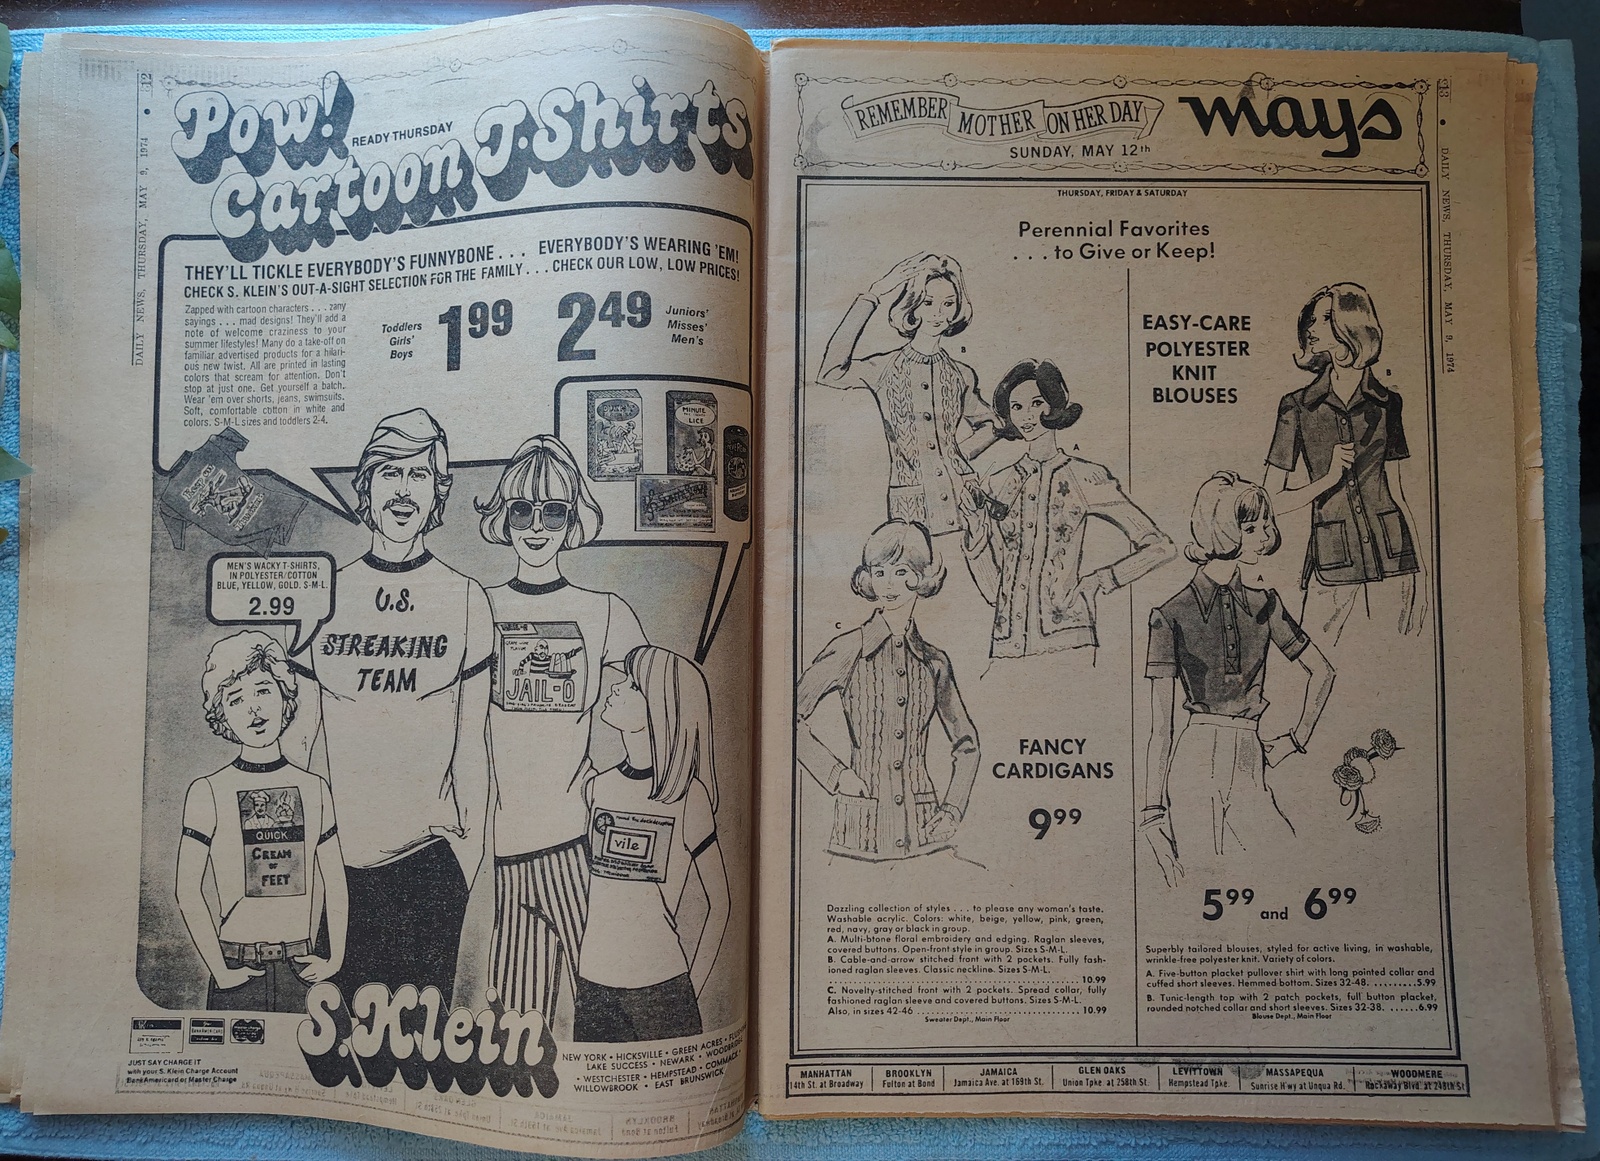 12 • DAILY NEWS, THURSDAY, MAY 9, 1974
Pow!
READY THURSDAY
Cartoon T-Shirts
THEY'LL TICKLE EVERYBODY'S FUNNYBONE . . . EVERYBODY'S WEARING 'EM!
CHECK S. KLEIN'S OUT-A-SIGHT SELECTION FOR THE FAMILY . . . CHECK OUR LOW, LOW PRICES!
Zapped with cartoon characters . . . zany
sayings . . . mad designs! They'll add a
note of welcome craziness to your
summer lifestyles! Many do a take-off on
familiar advertised products for a hilari-
ous new twist. All are printed in lasting
colors that scream for attention. Don't
stop at just one. Get yourself a batch.
Wear 'em over shorts, jeans, swimsuits.
Soft, comfortable cotton in white and
colors. S-M-L sizes and toddlers 2-4.
Toddlers
Girls'
Boys
1.99
2.49
Juniors'
Misses'
Men's
MINUTE
LICE
MEN'S WACKY T-SHIRTS,
IN POLYESTER/COTTON
BLUE, YELLOW, GOLD. S-M-L.
2.99
U.S.
STREAKING
TEAM
JAIL-O
QUICK
CREAM
OF
FEET
vile
S. Klein
JUST SAY CHARGE IT
with your S. Klein Charge Account
BankAmericard or Master Charge
NEW YORK • HICKSVILLE • GREEN ACRES •
LAKE SUCCESS • NEWARK • WOODBRIDGE
• WESTCHESTER • HEMPSTEAD • COMMACK •
WILLOWBROOK • EAST BRUNSWICK
13 • DAILY NEWS, THURSDAY, MAY 9, 1974
REMEMBER MOTHER ON HER DAY
SUNDAY, MAY 12th
mays
THURSDAY, FRIDAY & SATURDAY
Perennial Favorites
. . . to Give or Keep!
B
A
C
FANCY
CARDIGANS
9.99
Dazzling collection of styles . . . to please any woman's taste.
Washable acrylic. Colors: white, beige, yellow, pink, green,
red, navy, gray or black in group.
A. Multi-btone floral embroidery and edging. Raglan sleeves,
covered buttons. Open-front style in group. Sizes S-M-L.
B. Cable-and-arrow stitched front with 2 pockets. Fully fash-
ioned raglan sleeves. Classic neckline. Sizes S-M-L.
10.99
C. Novelty-stitched front with 2 pockets. Spread collar, fully
fashioned raglan sleeve and covered buttons. Sizes S-M-L.
Also, in sizes 42-46 10.99
Sweater Dept., Main Floor
EASY-CARE
POLYESTER
KNIT
BLOUSES
B
A
5.99 and 6.99
Superbly tailored blouses, styled for active living, in washable,
wrinkle-free polyester knit. Variety of colors.
A. Five-button placket pullover shirt with long pointed collar and
cuffed short sleeves. Hemmed bottom. Sizes 32-48. .........5.99
B. Tunic-length top with 2 patch pockets, full button placket,
rounded notched collar and short sleeves. Sizes 32-38. ......6.99
Blouse Dept., Main Floor
MANHATTAN
14th St. at Broadway
BROOKLYN
Fulton at Bond
JAMAICA
Jamaica Ave. at 169th St.
GLEN OAKS
Union Tpke. at 258th St.
LEVITTOWN
Hempstead Tpke.
MASSAPEQUA
Sunrise Hwy at Unqua Rd.
WOODMERE
Rockaway Blvd. at 248th St